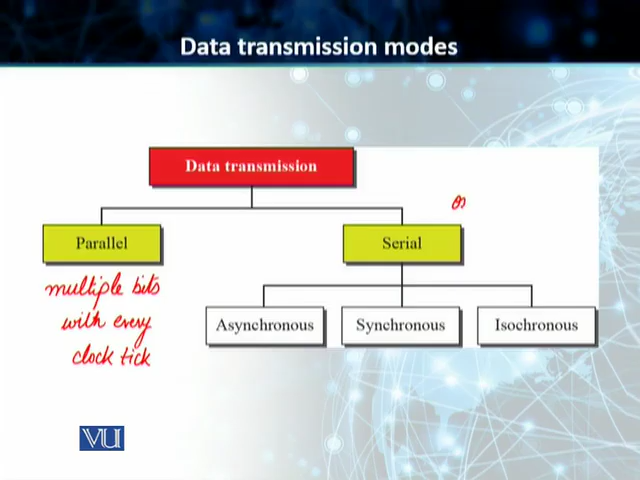 Data transmission modes
Data transmission
Parallel
Serial
multiple bits
with every
clock tick
Asynchronous
Synchronous
Isochronous
VU